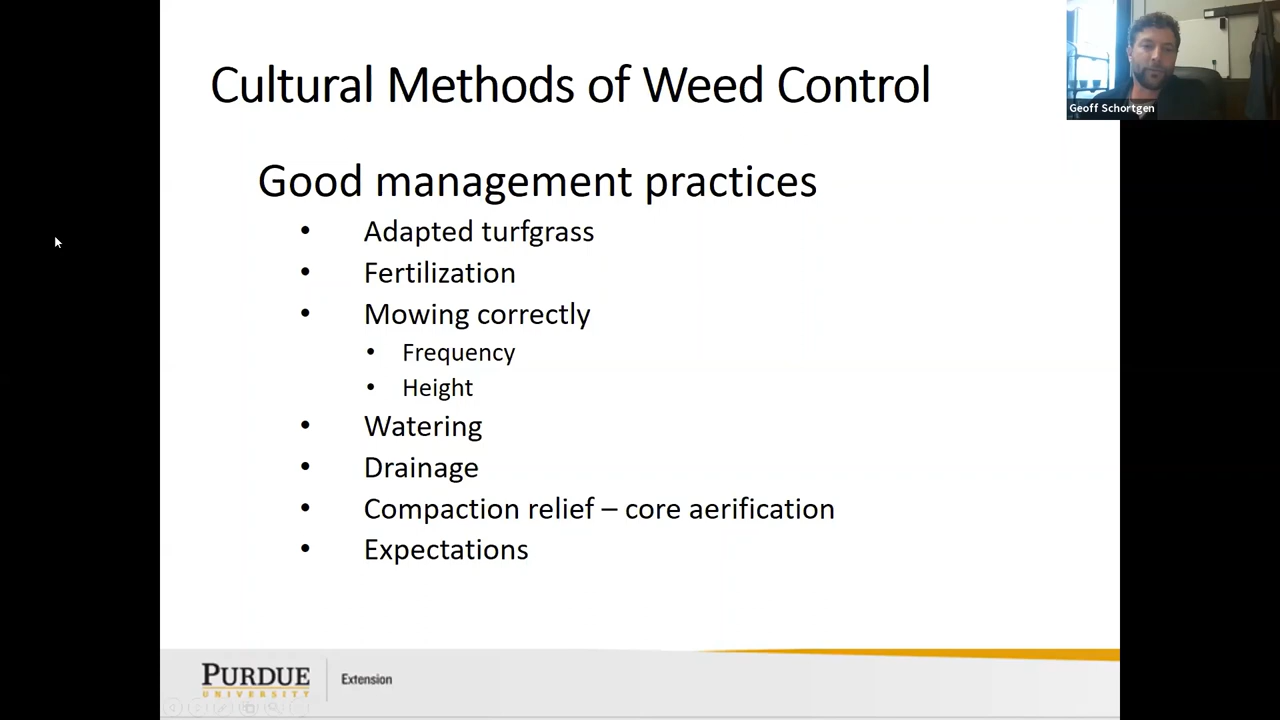 Cultural Methods of Weed Control
Geoff Schortgen
Good management practices
• Adapted turfgrass
• Fertilization
• Mowing correctly
• Frequency
• Height
• Watering
• Drainage
• Compaction relief – core aerification
• Expectations
PURDUE
UNIVERSITY
Extension